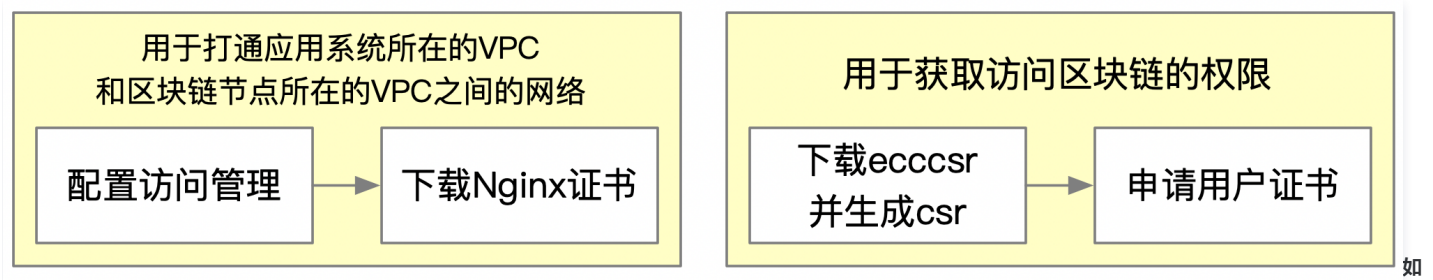 用于打通应用系统所在的VPC
和区块链节点所在的VPC之间的网络
配置访问管理
下载Nginx证书
用于获取访问区块链的权限
下载ecccsr
并生成csr
申请用户证书
如